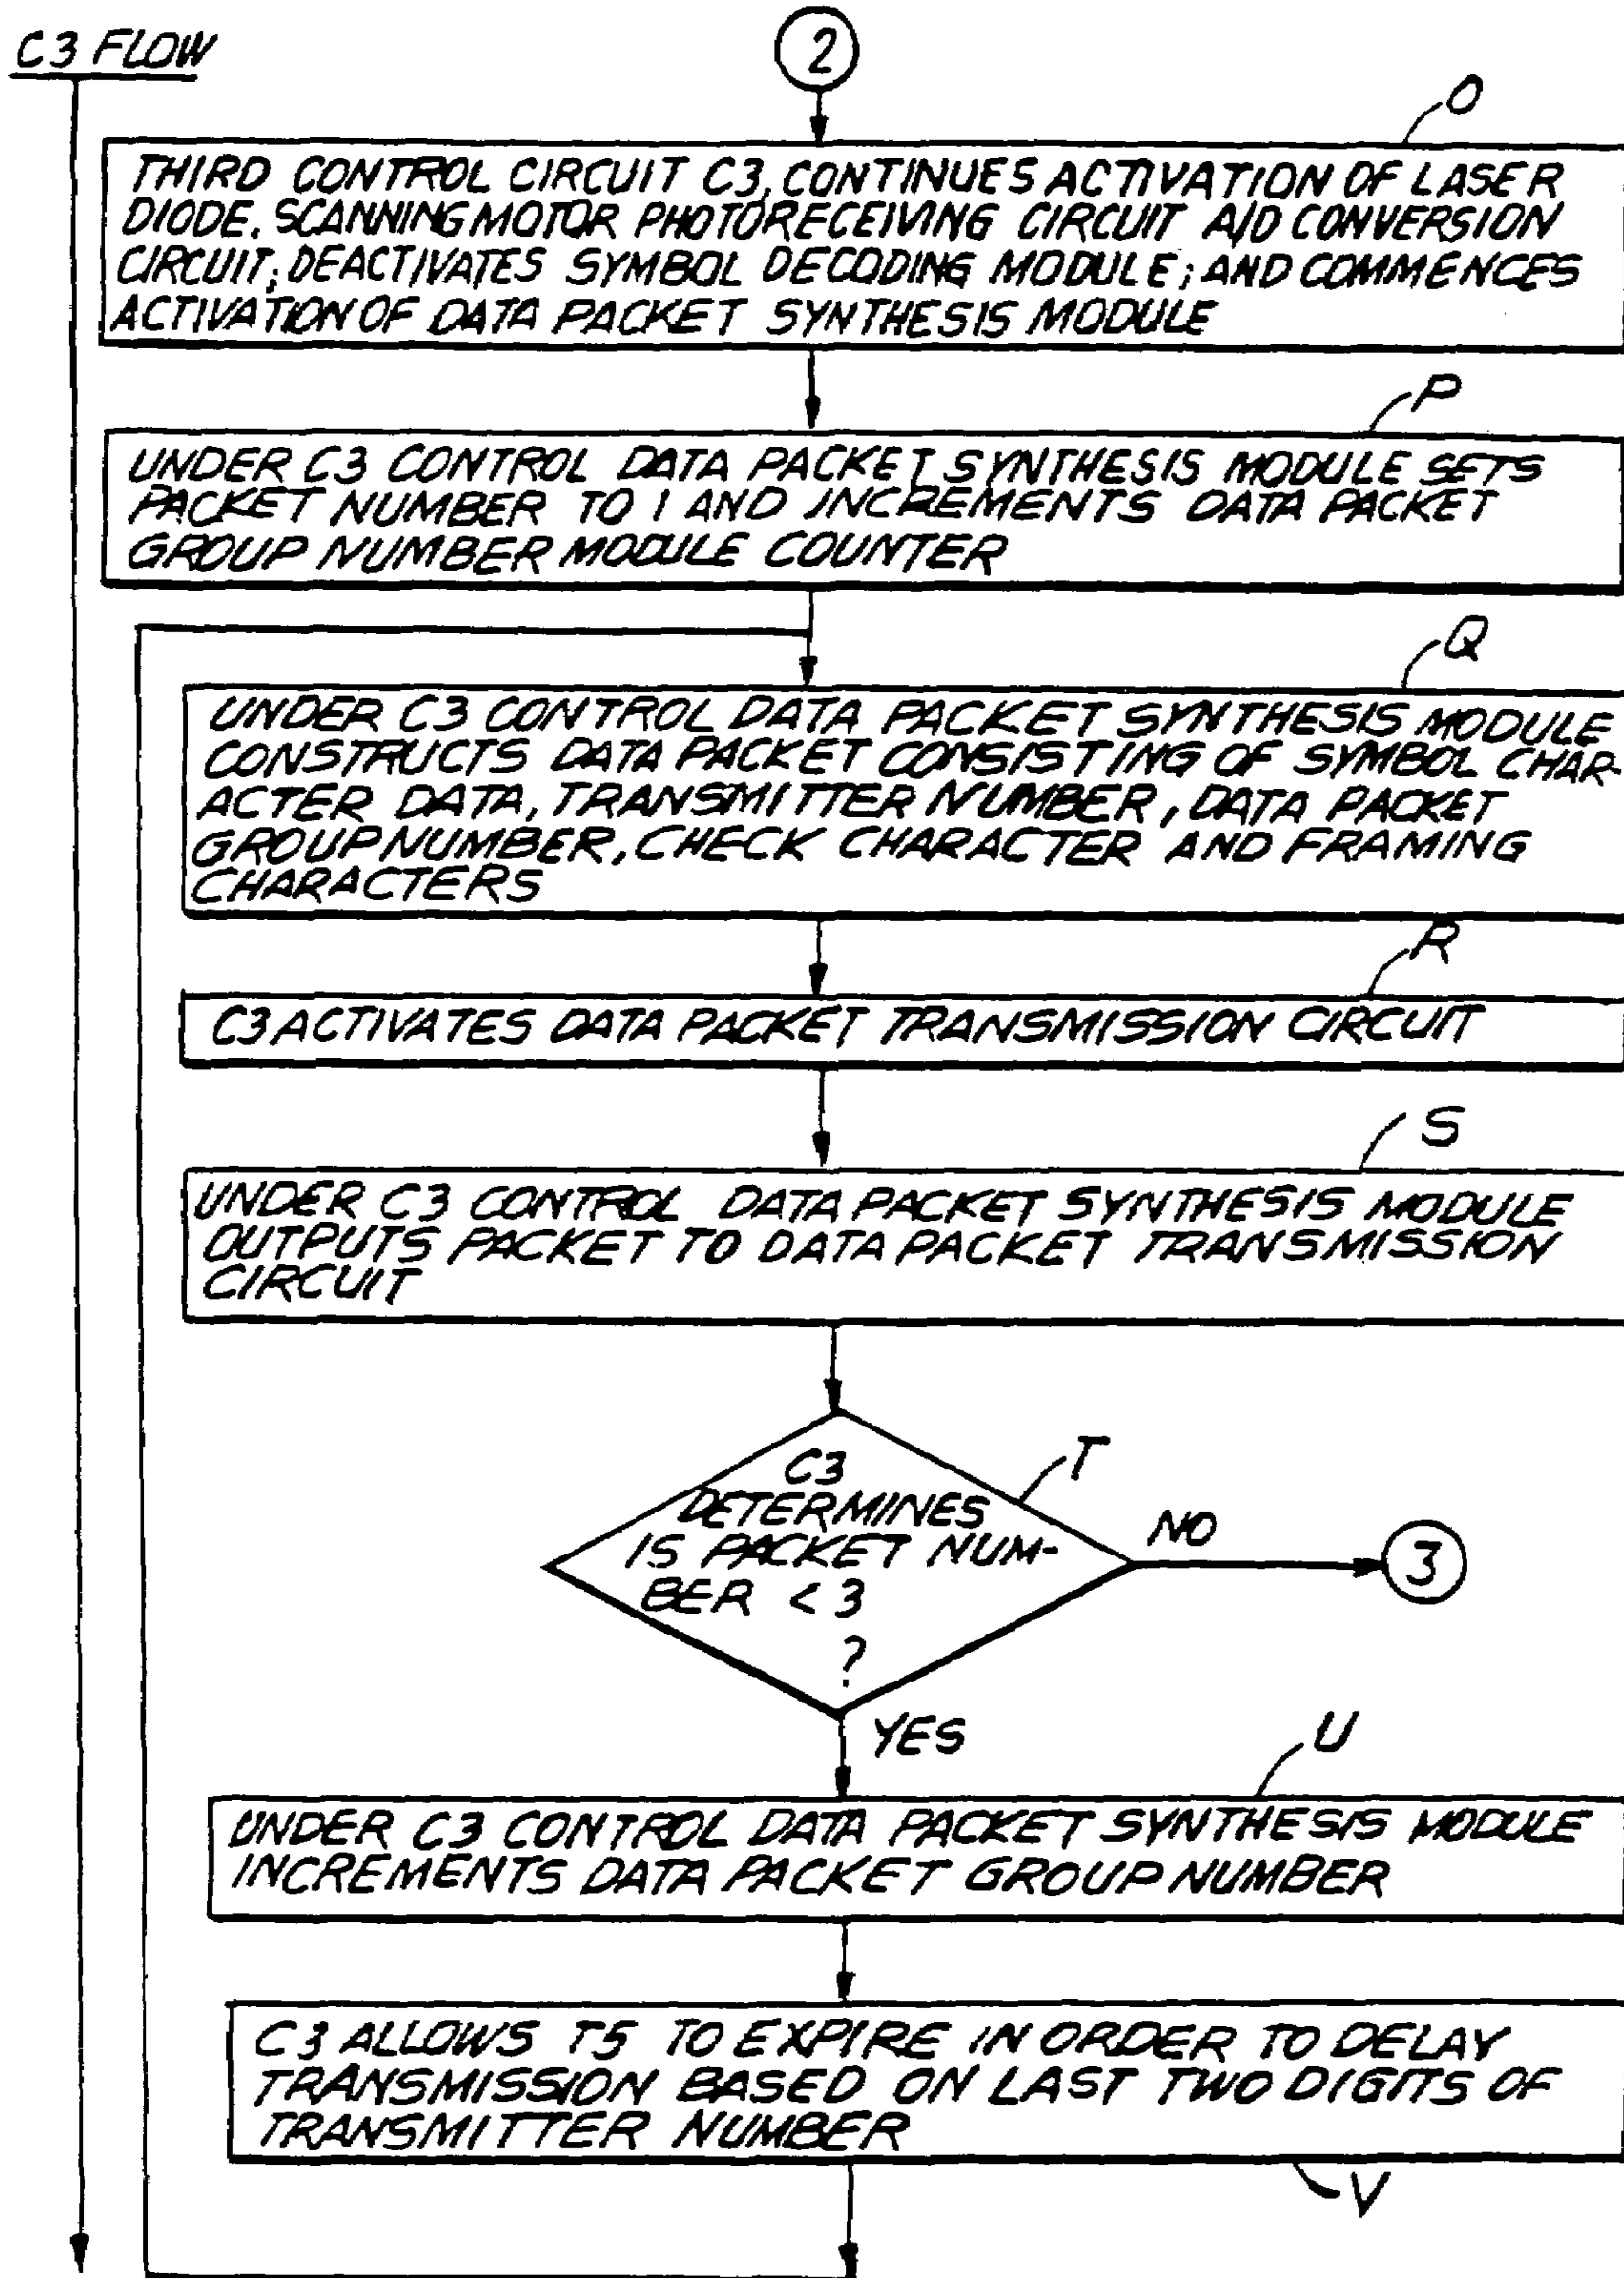 C3 FLOW
2
O
THIRD CONTROL CIRCUIT C3, CONTINUES ACTIVATION OF LASER
DIODE, SCANNING MOTOR PHOTORECEIVING CIRCUIT A/D CONVERSION
CIRCUIT; DEACTIVATES SYMBOL DECODING MODULE; AND COMMENCES
ACTIVATION OF DATA PACKET SYNTHESIS MODULE
P
UNDER C3 CONTROL DATA PACKET SYNTHESIS MODULE SETS
PACKET NUMBER TO 1 AND INCREMENTS DATA PACKET
GROUP NUMBER MODULE COUNTER
Q
UNDER C3 CONTROL DATA PACKET SYNTHESIS MODULE
CONSTRUCTS DATA PACKET CONSISTING OF SYMBOL CHAR-
ACTER DATA, TRANSMITTER NUMBER, DATA PACKET
GROUP NUMBER, CHECK CHARACTER AND FRAMING
CHARACTERS
R
C3 ACTIVATES DATA PACKET TRANSMISSION CIRCUIT
S
UNDER C3 CONTROL DATA PACKET SYNTHESIS MODULE
OUTPUTS PACKET TO DATA PACKET TRANSMISSION
CIRCUIT
T
C3
DETERMINES
IS PACKET NUM-
BER < 3
?
NO
3
YES
U
UNDER C3 CONTROL DATA PACKET SYNTHESIS MODULE
INCREMENTS DATA PACKET GROUP NUMBER
C3 ALLOWS T5 TO EXPIRE IN ORDER TO DELAY
TRANSMISSION BASED ON LAST TWO DIGITS OF
TRANSMITTER NUMBER
V